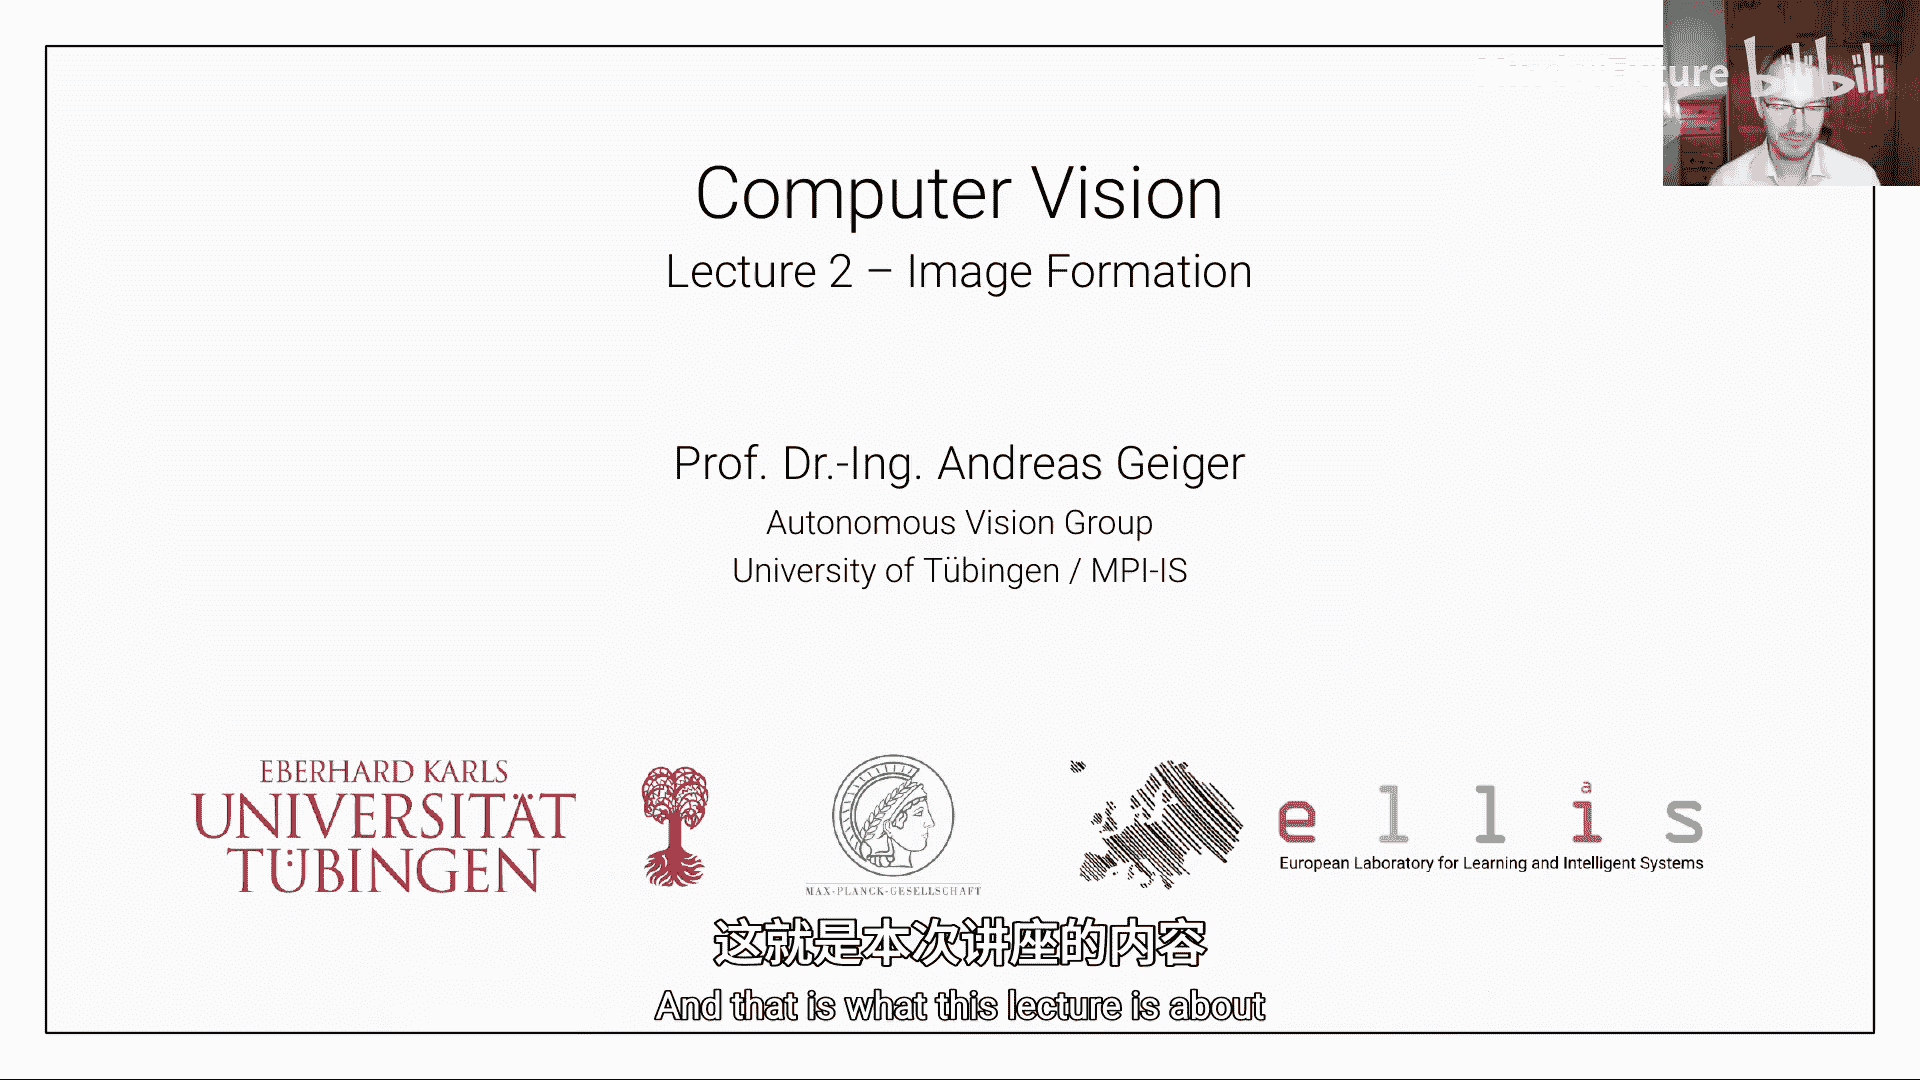 bilibili
Computer Vision
Lecture 2 – Image Formation
Prof. Dr.-Ing. Andreas Geiger
Autonomous Vision Group
University of Tübingen / MPI-IS
EBERHARD KARLS
UNIVERSITÄT
TÜBINGEN
MAX-PLANCK-GESELLSCHAFT
ellis
a
European Laboratory for Learning and Intelligent Systems
这就是本次讲座的内容
And that is what this lecture is about